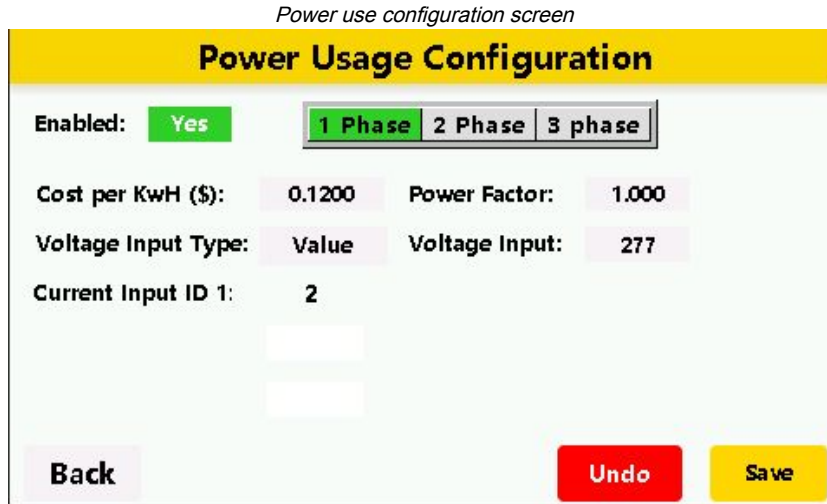 Power use configuration screen
Power Usage Configuration
Enabled: Yes 1 Phase 2 Phase 3 phase
Cost per KwH ($): 0.1200 Power Factor: 1.000
Voltage Input Type: Value Voltage Input: 277
Current Input ID 1: 2
Back Undo Save